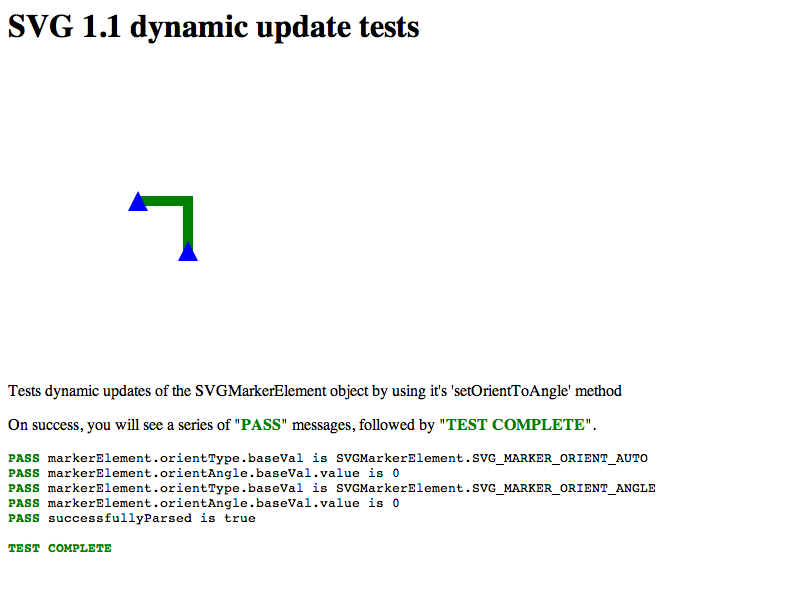 SVG 1.1 dynamic update tests
Tests dynamic updates of the SVGMarkerElement object by using it's 'setOrientToAngle' method
On success, you will see a series of "PASS" messages, followed by "TEST COMPLETE".
PASS markerElement.orientType.baseVal is SVGMarkerElement.SVG_MARKER_ORIENT_AUTO
PASS markerElement.orientAngle.baseVal.value is 0
PASS markerElement.orientType.baseVal is SVGMarkerElement.SVG_MARKER_ORIENT_ANGLE
PASS markerElement.orientAngle.baseVal.value is 0
PASS successfullyParsed is true
TEST COMPLETE